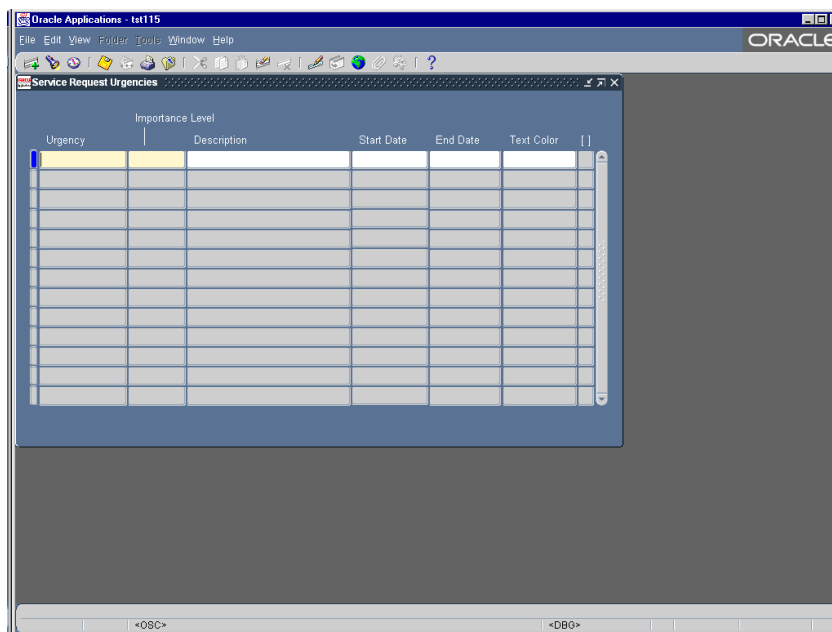 Oracle Applications - tst115
File Edit View Folder Tools Window Help
ORACLE
?
Service Request Urgencies
Importance Level
Urgency Description Start Date End Date Text Color [ ]
<OSC> <DBG>